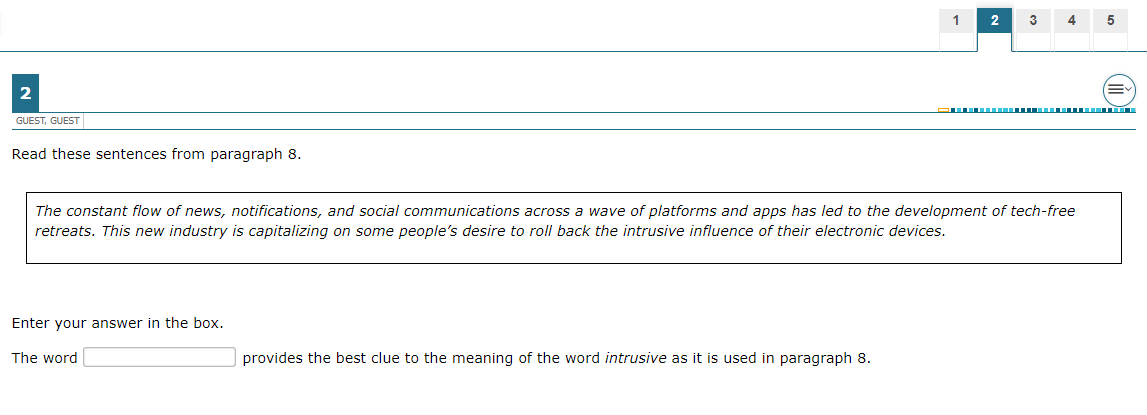 1 2 3 4 5
2
GUEST, GUEST
Read these sentences from paragraph 8.
The constant flow of news, notifications, and social communications across a wave of platforms and apps has led to the development of tech-free
retreats. This new industry is capitalizing on some people's desire to roll back the intrusive influence of their electronic devices.
Enter your answer in the box.
The word provides the best clue to the meaning of the word intrusive as it is used in paragraph 8.